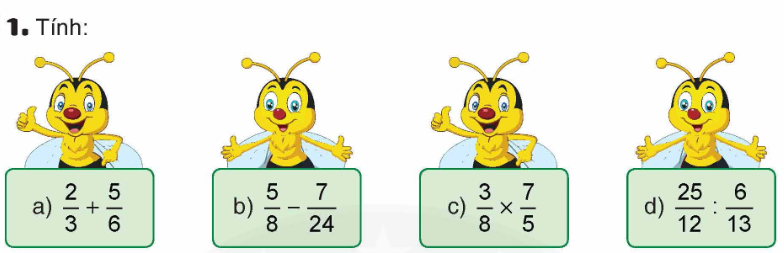 1. Tính:
a) 2/3 + 5/6
b) 5/8 − 7/24
c) 3/8 × 7/5
d) 25/12 : 6/13